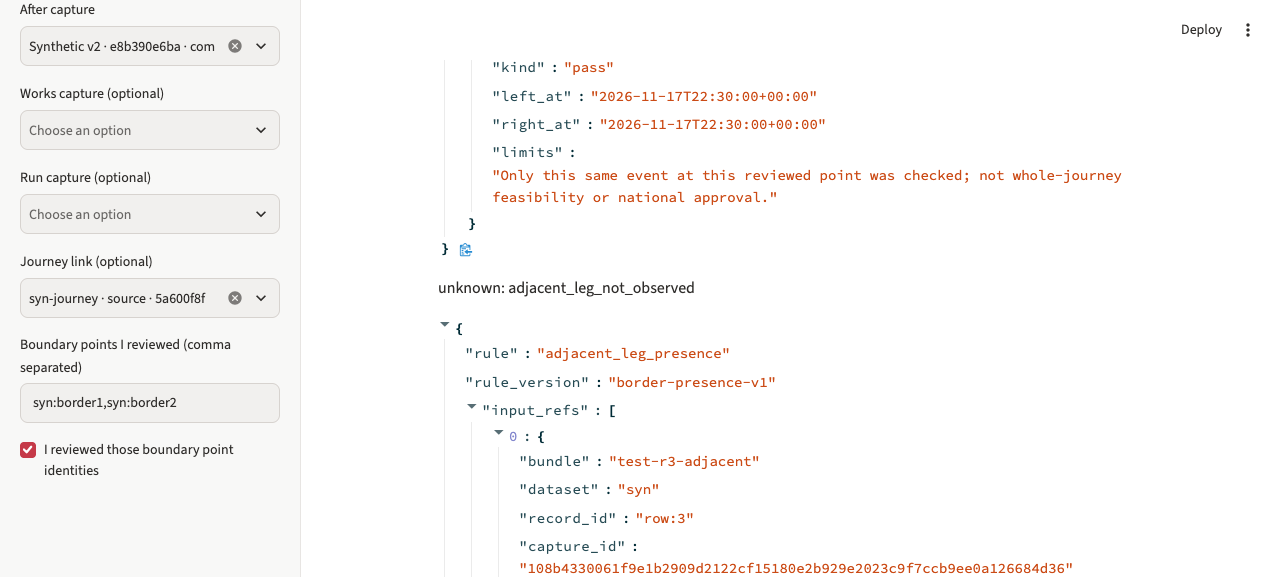 After capture
Synthetic v2 · e8b390e6ba · com
Works capture (optional)
Choose an option
Run capture (optional)
Choose an option
Journey link (optional)
syn-journey · source · 5a600f8f
Boundary points I reviewed (comma
separated)
syn:border1,syn:border2
I reviewed those boundary point
identities
Deploy
"kind" : "pass"
"left_at" : "2026-11-17T22:30:00+00:00"
"right_at" : "2026-11-17T22:30:00+00:00"
"limits" :
"Only this same event at this reviewed point was checked; not whole-journey
feasibility or national approval."
}
}
unknown: adjacent_leg_not_observed
{
"rule" : "adjacent_leg_presence"
"rule_version" : "border-presence-v1"
"input_refs" : [
0 : {
"bundle" : "test-r3-adjacent"
"dataset" : "syn"
"record_id" : "row:3"
"capture_id" :
"108b4330061f9e1b2909d2122cf15180e2b929e2023c9f7ccb9ee0a126684d36"